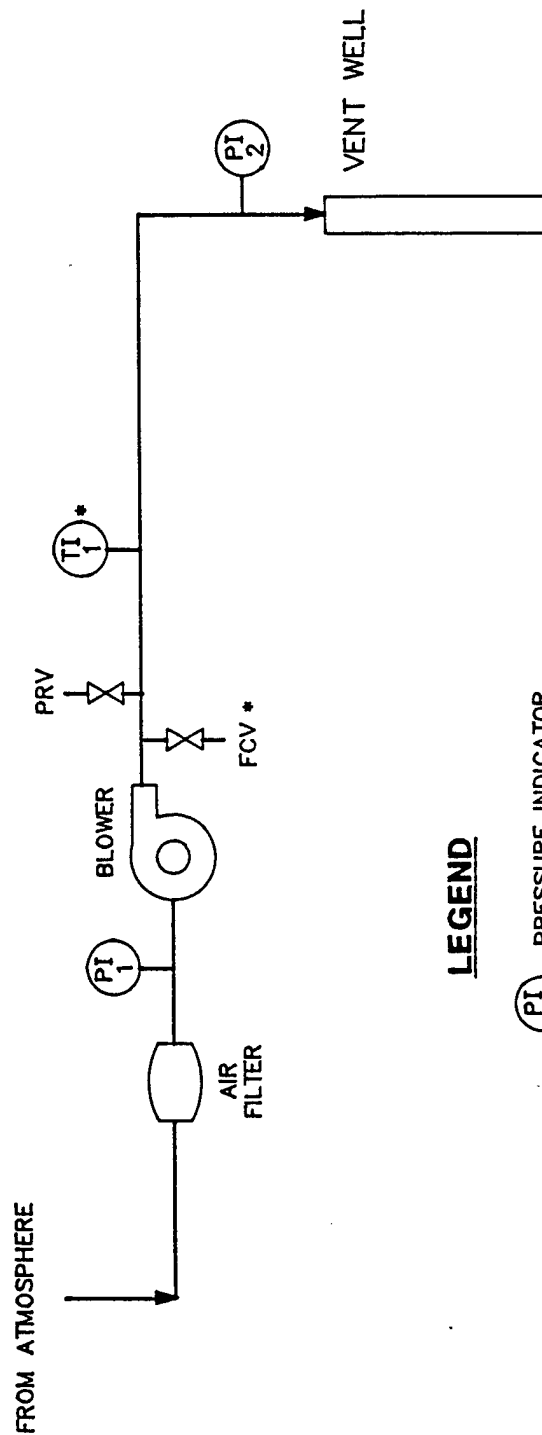 FROM ATMOSPHERE
AIR
FILTER
PI
1
BLOWER
FCV *
PRV
TI *
1
PI
2
VENT WELL
LEGEND
PI PRESSURE INDICATOR